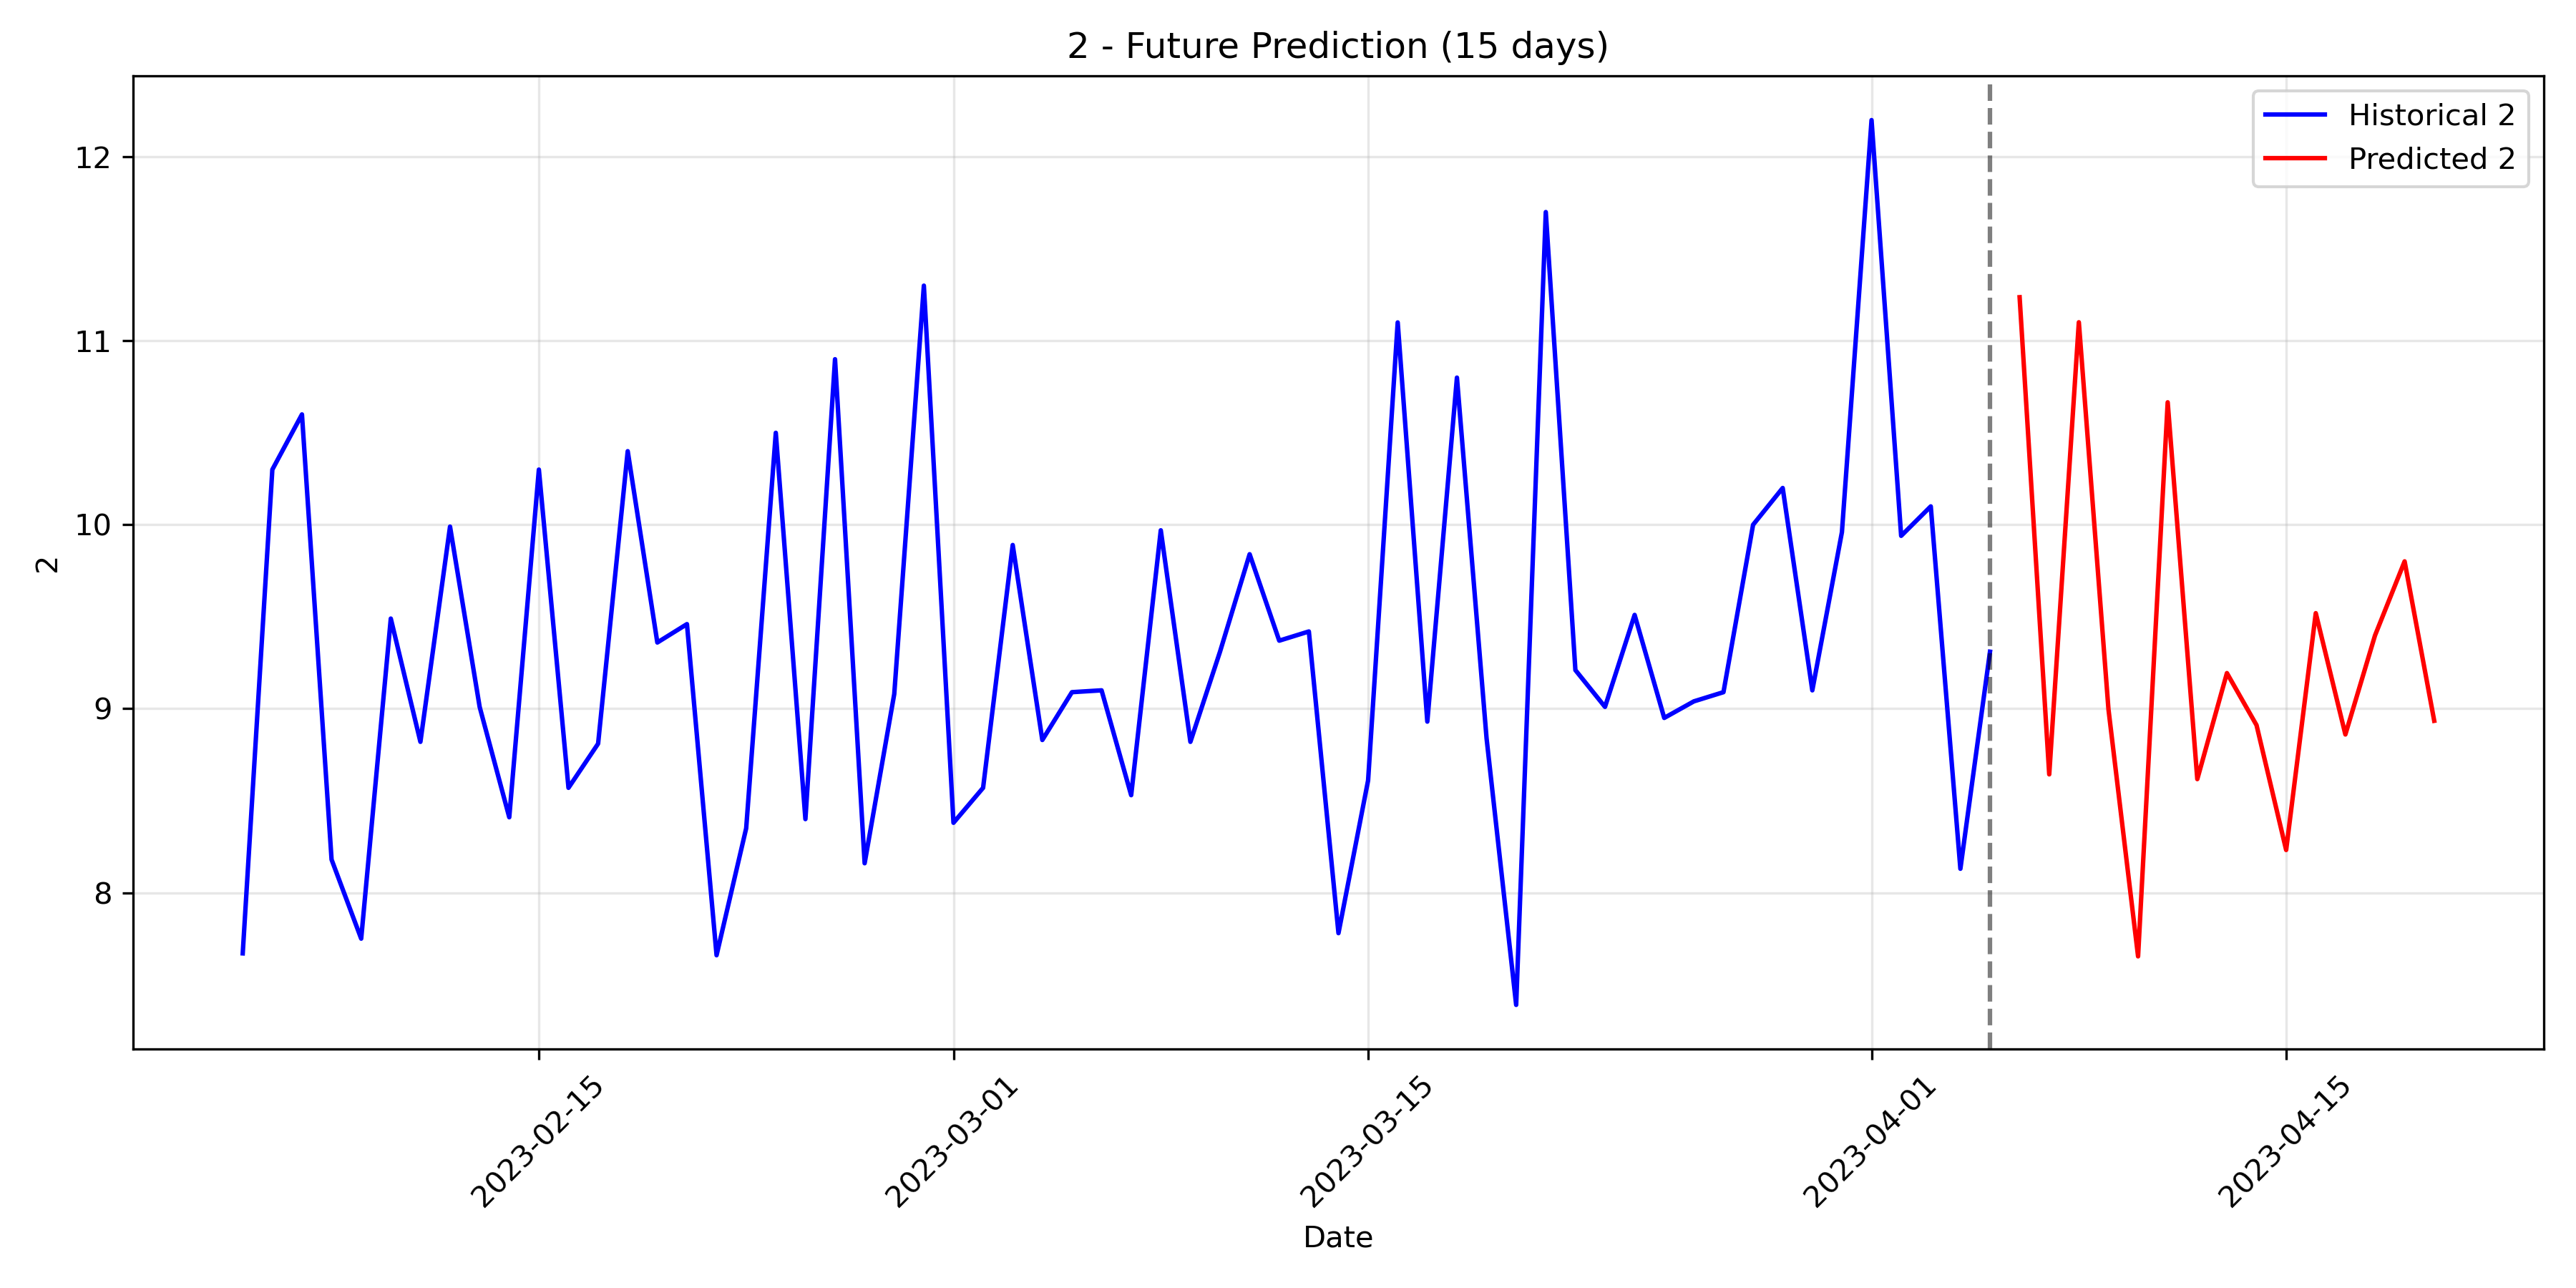 2 - Future Prediction (15 days)
Historical 2
Predicted 2
12
11
10
9
8
2
2023-02-15
2023-03-01
2023-03-15
2023-04-01
2023-04-15
Date